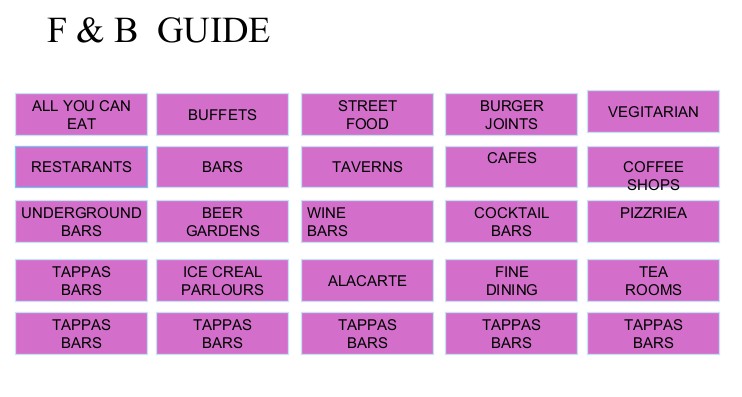 F & B  GUIDE
ALL YOU CAN
EAT
BUFFETS
STREET
FOOD
BURGER
JOINTS
VEGITARIAN
RESTARANTS
BARS
TAVERNS
CAFES
COFFEE
SHOPS
UNDERGROUND
BARS
BEER
GARDENS
WINE
BARS
COCKTAIL
BARS
PIZZRIEA
TAPPAS
BARS
ICE CREAL
PARLOURS
ALACARTE
FINE
DINING
TEA
ROOMS
TAPPAS
BARS
TAPPAS
BARS
TAPPAS
BARS
TAPPAS
BARS
TAPPAS
BARS